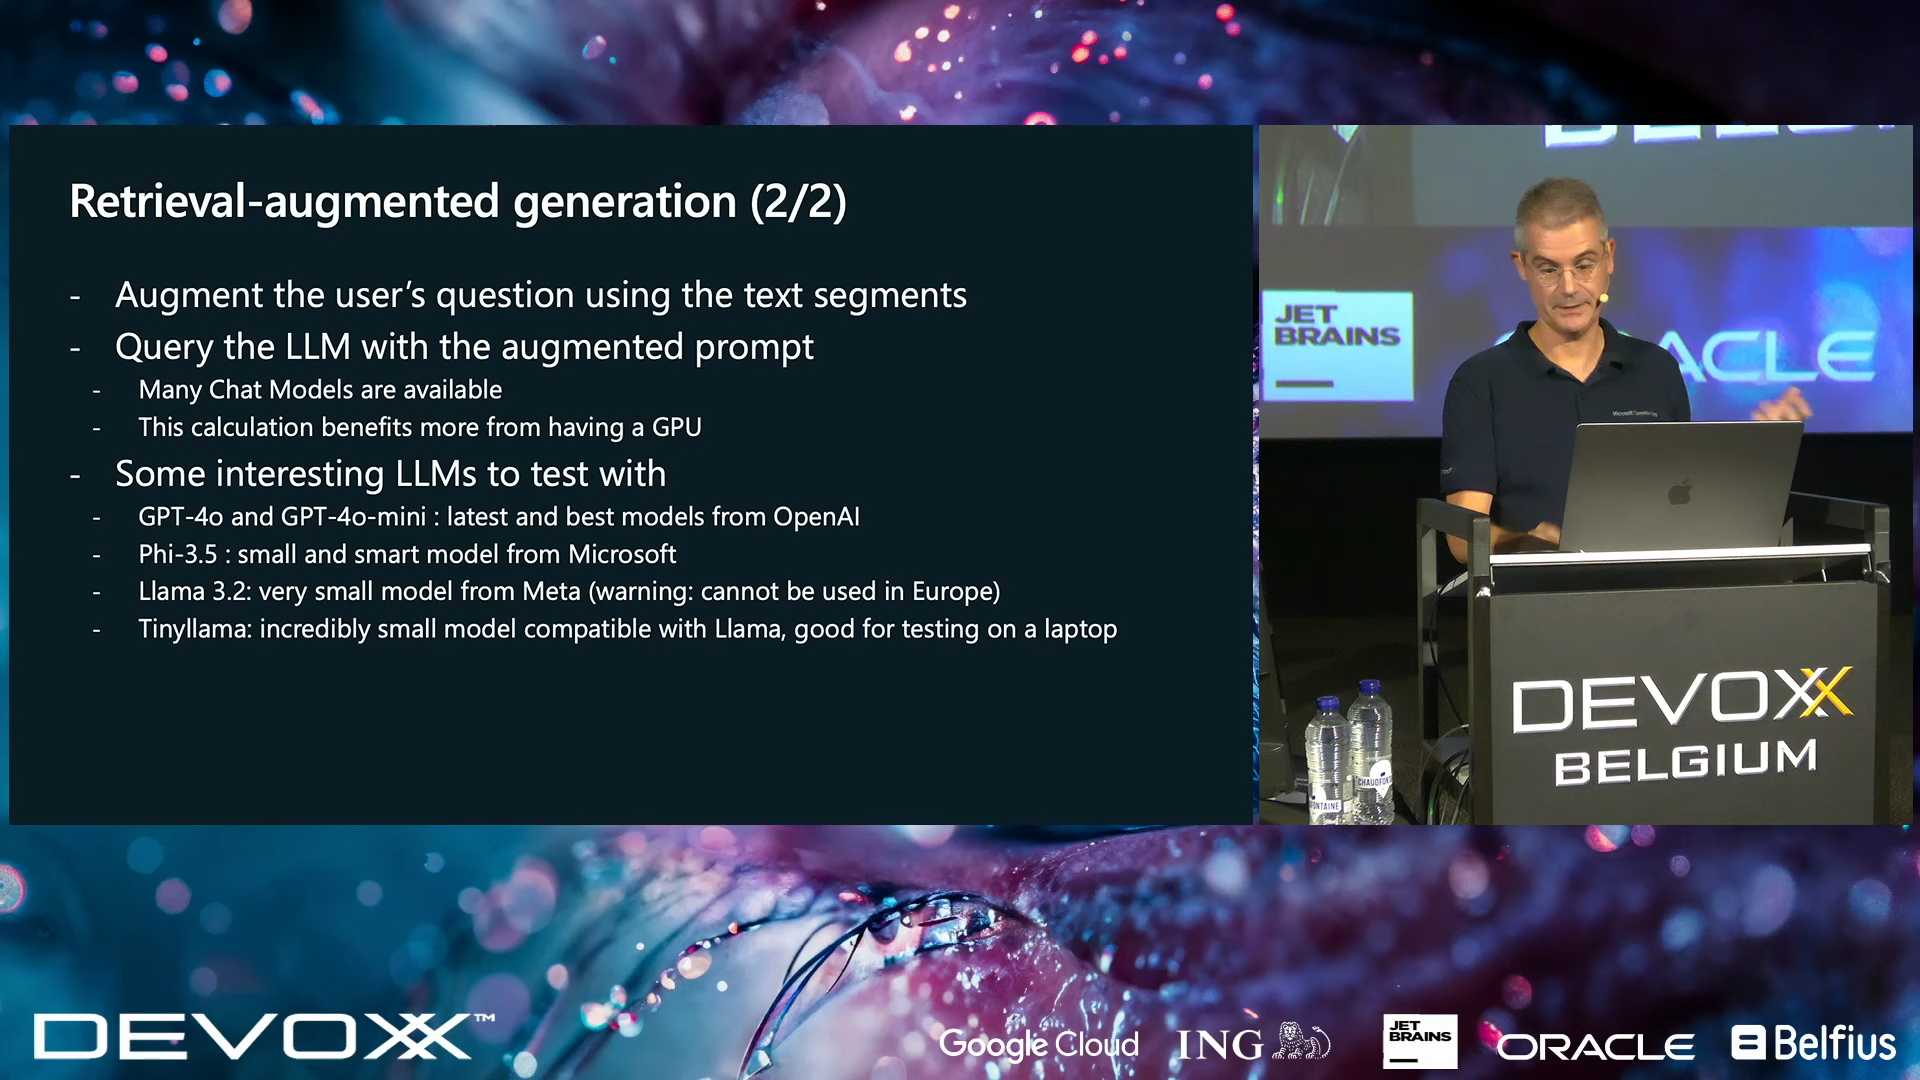 Retrieval-augmented generation (2/2)
- Augment the user's question using the text segments
- Query the LLM with the augmented prompt
- Many Chat Models are available
- This calculation benefits more from having a GPU
- Some interesting LLMs to test with
- GPT-4o and GPT-4o-mini : latest and best models from OpenAI
- Phi-3.5 : small and smart model from Microsoft
- Llama 3.2: very small model from Meta (warning: cannot be used in Europe)
- Tinyllama: incredibly small model compatible with Llama, good for testing on a laptop
JET
BRAINS
ACLE
Microsoft
DEVOXX
BELGIUM
CHAUDFONT
FONTAINE
DEVOXX™
Google Cloud
ING
JET
BRAINS
ORACLE
Belfius